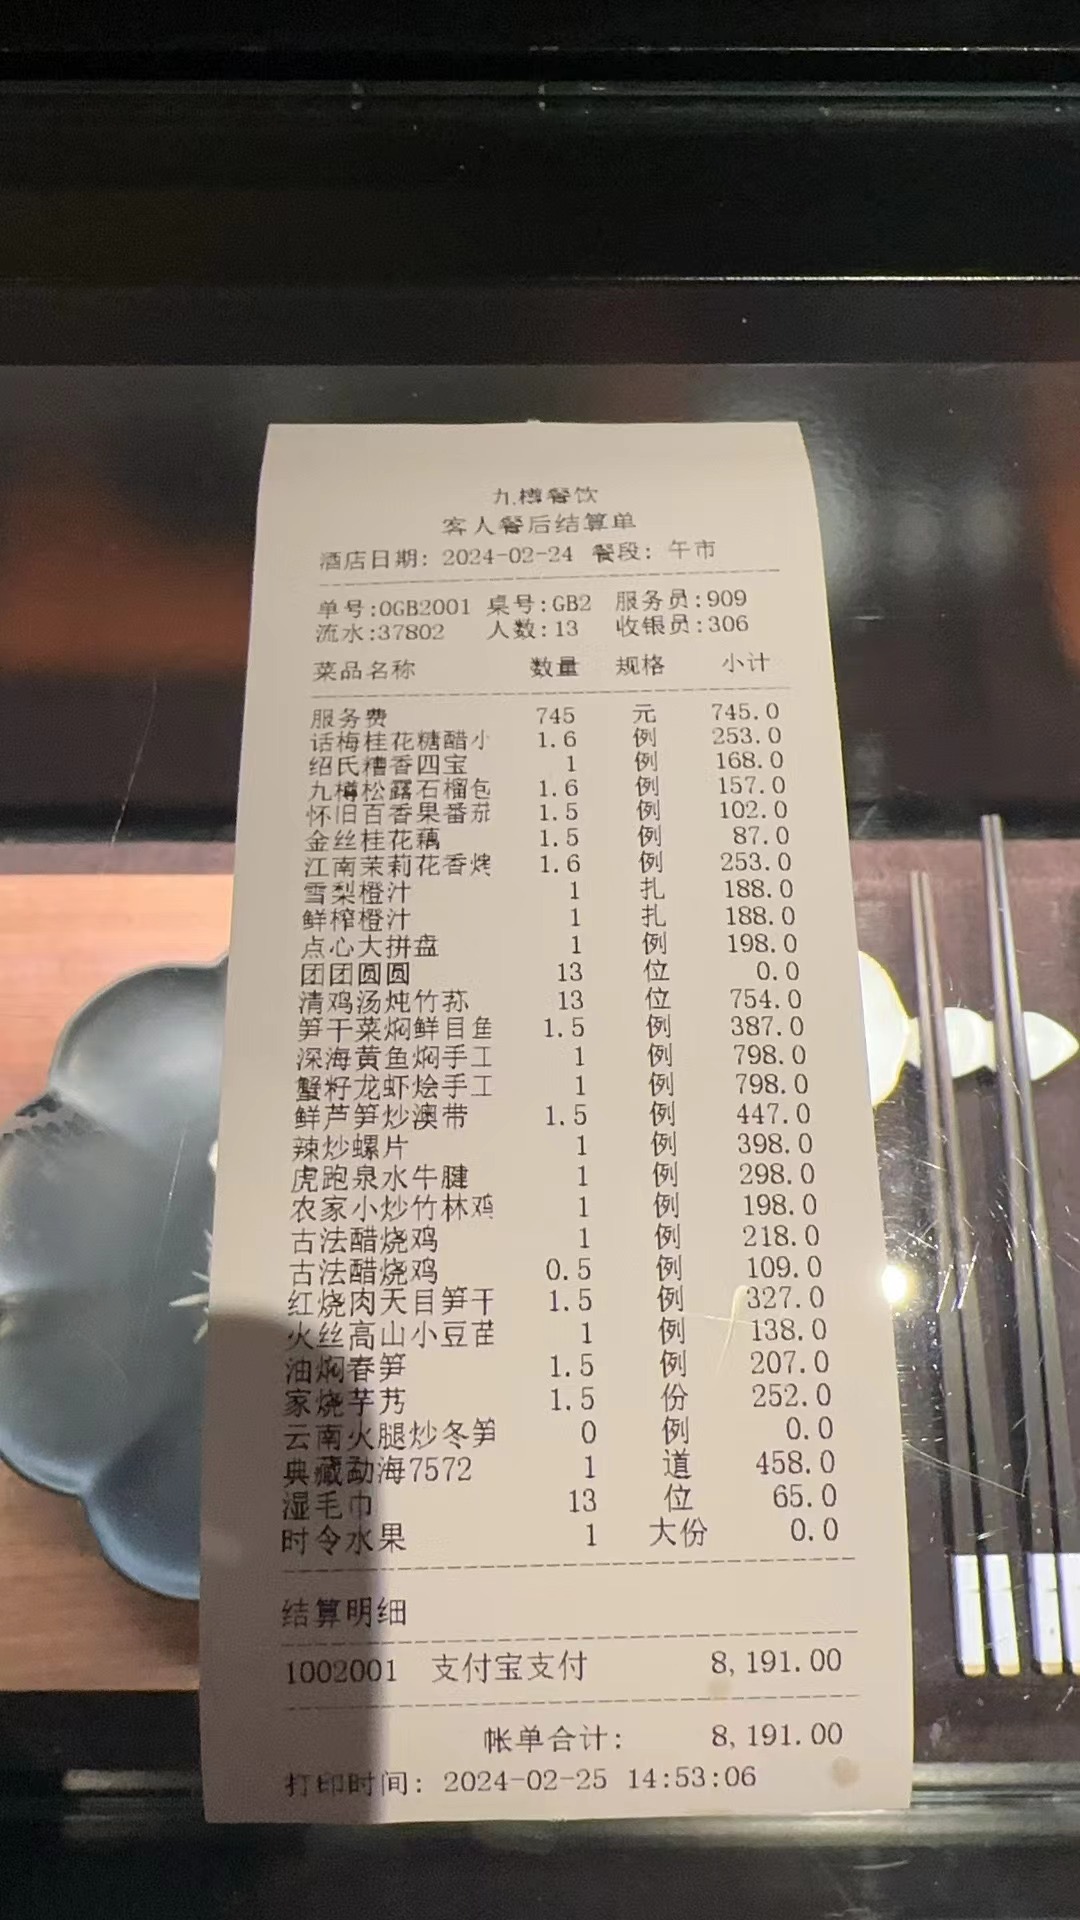 九樽餐饮
客人餐后结算单
酒店日期: 2024-02-24 餐段: 午市
单号:0GB2001 桌号:GB2 服务员:909
流水:37802 人数:13 收银员:306
菜品名称 数量 规格 小计
服务费 745 元 745.0
话梅桂花糖醋小 1.6 例 253.0
绍氏糟香四宝 1 例 168.0
九樽松露石榴包 1.6 例 157.0
怀旧百香果番茄 1.5 例 102.0
金丝桂花藕 1.5 例 87.0
江南茉莉花香烤 1.6 例 253.0
雪梨橙汁 1 扎 188.0
鲜榨橙汁 1 扎 188.0
点心大拼盘 1 例 198.0
团团圆圆 13 位 0.0
清鸡汤炖竹荪 13 位 754.0
笋干菜焖鲜目鱼 1.5 例 387.0
深海黄鱼焖手工 1 例 798.0
蟹籽龙虾烩手工 1 例 798.0
鲜芦笋炒澳带 1.5 例 447.0
辣炒螺片 1 例 398.0
虎跑泉水牛腱 1 例 298.0
农家小炒竹林鸡 1 例 198.0
古法醋烧鸡 1 例 218.0
古法醋烧鸡 0.5 例 109.0
红烧肉天目笋干 1.5 例 327.0
火丝高山小豆苗 1 例 138.0
油焖春笋 1.5 例 207.0
家烧芋艿 1.5 份 252.0
云南火腿炒冬笋 0 例 0.0
典藏勐海7572 1 道 458.0
湿毛巾 13 位 65.0
时令水果 1 大份 0.0
结算明细
1002001 支付宝支付 8,191.00
帐单合计: 8,191.00
打印时间: 2024-02-25 14:53:06